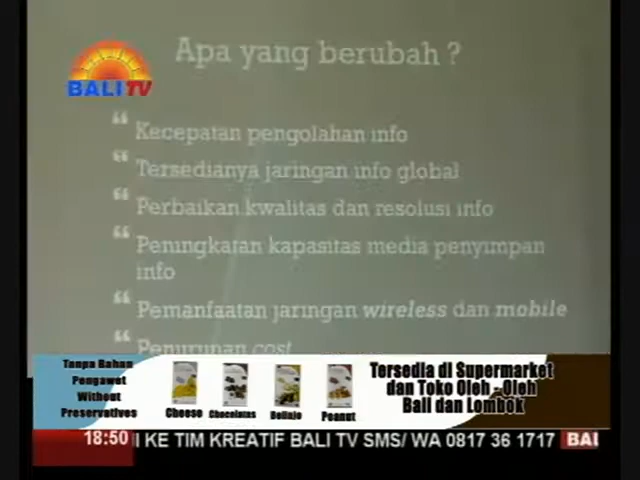 Apa yang berubah ?
BALI TV
Kecepatan pengolahan info
Tersedianya jaringan info global
Perbaikan kwalitas dan resolusi info
Peningkatan kapasitas media penyimpan
info
Pemanfaatan jaringan wireless dan mobile
Penurunan cost
Tanpa Bahan
Pengawet
Without
Preservatives
Cheese
Chocolates
Peanut
Tersedia di Supermarket
dan Toko Oleh - Oleh
Bali dan Lombok
18:50
I KE TIM KREATIF BALI TV SMS/ WA 0817 36 1717
BAL